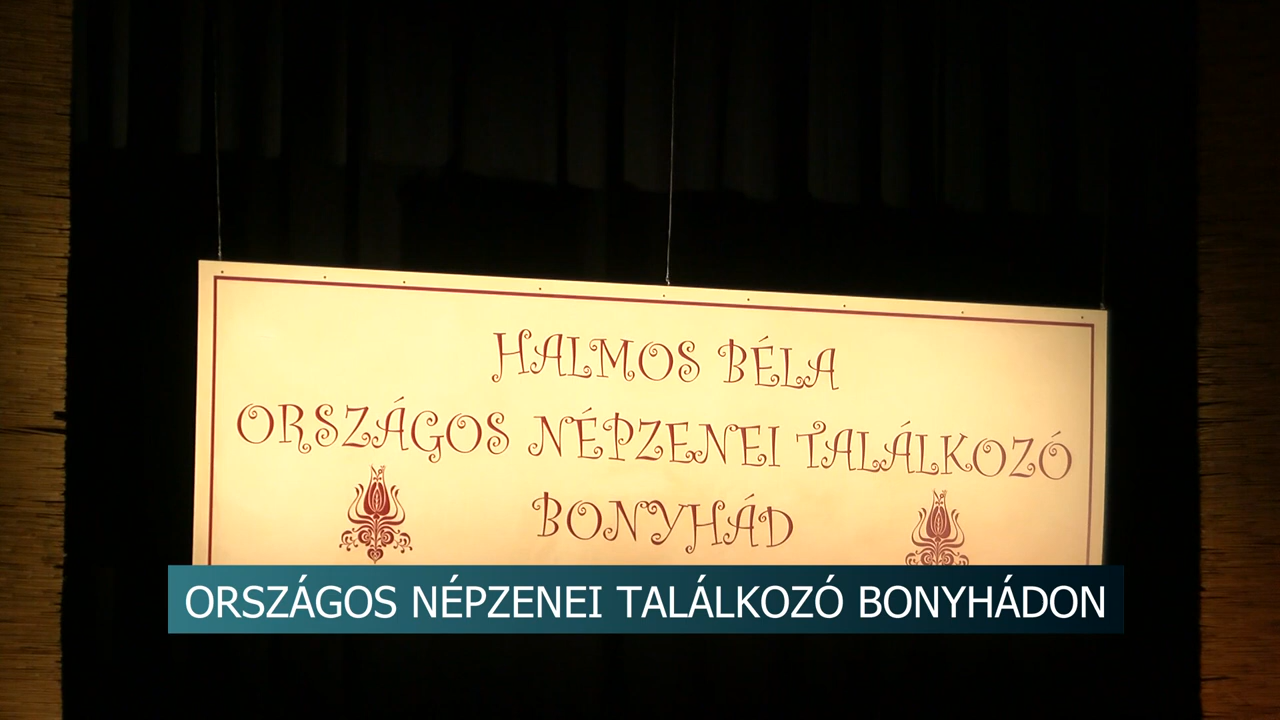 HALMOS BÉLA
ORSZÁGOS NÉPZENEI TALÁLKOZÓ
BONYHÁD
ORSZÁGOS NÉPZENEI TALÁLKOZÓ BONYHÁDON